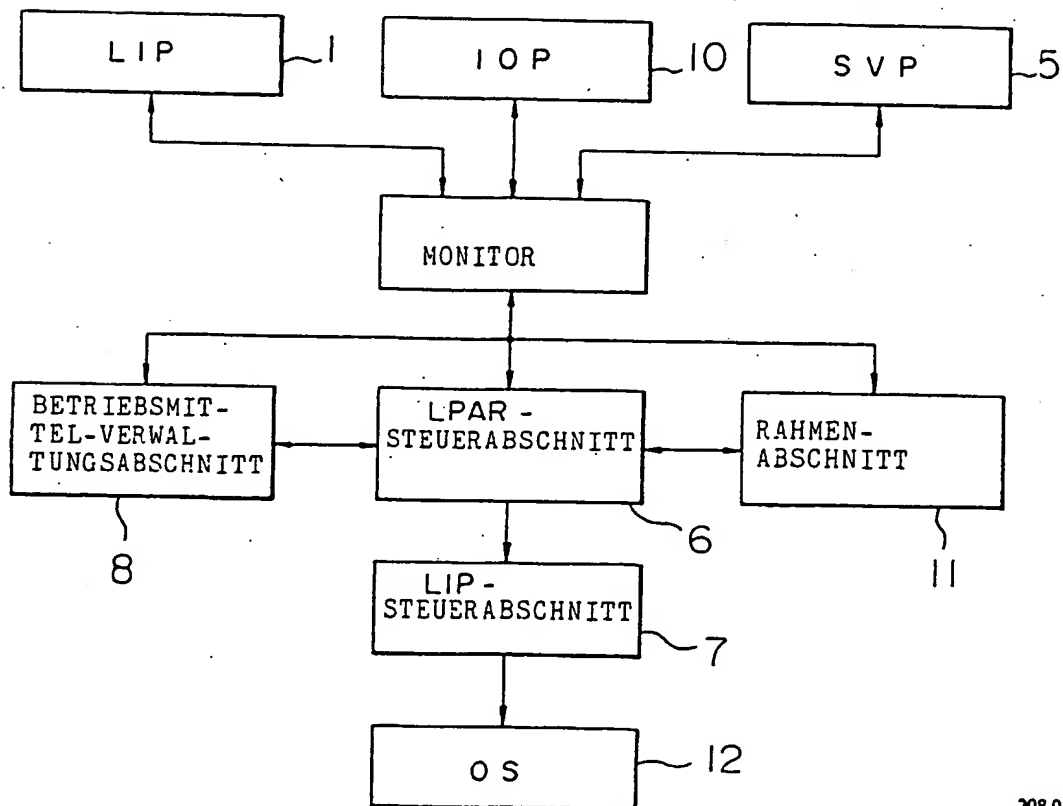 LIP
1
IOP
10
SVP
5
MONITOR
BETRIEBSMIT-
TEL-VERWAL-
TUNGSABSCHNITT
8
LPAR -
STEUERABSCHNITT
6
RAHMEN-
ABSCHNITT
11
LIP -
STEUERABSCHNITT
7
OS
12